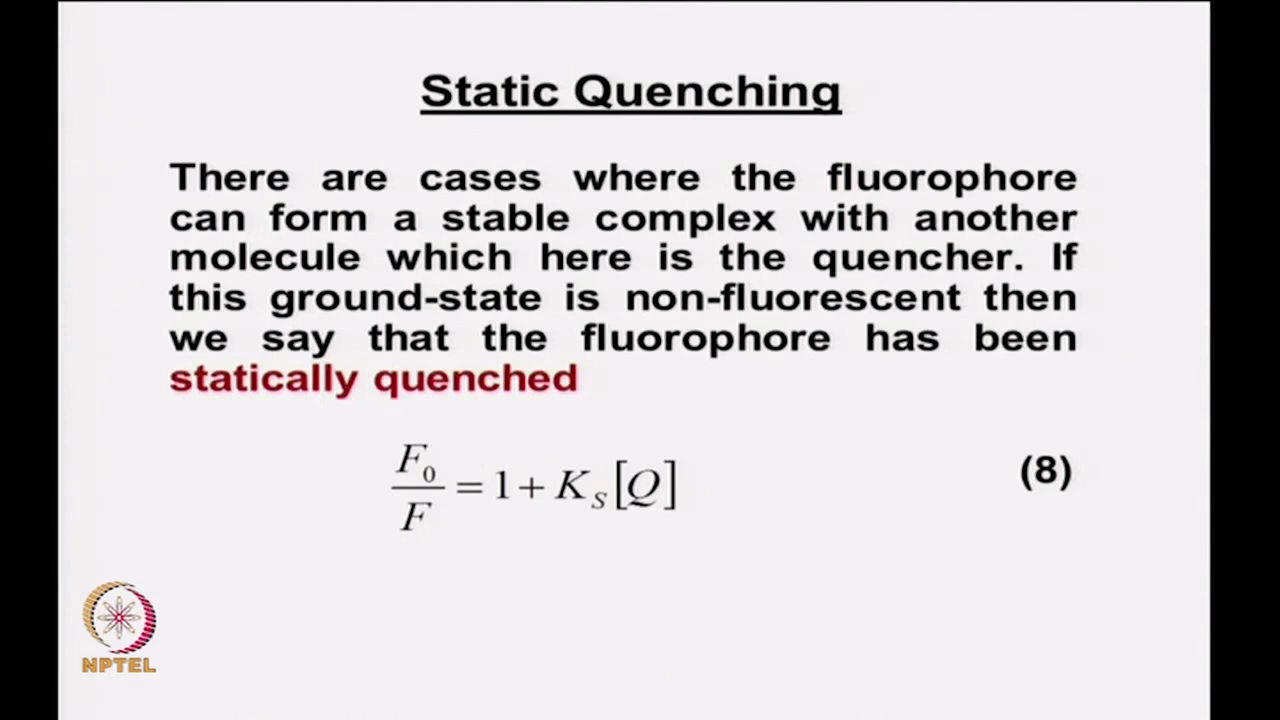 Static Quenching
There are cases where the fluorophore
can form a stable complex with another
molecule which here is the quencher. If
this ground-state is non-fluorescent then
we say that the fluorophore has been
statically quenched
F₀/F = 1 + K_S[Q] (8)
NPTEL